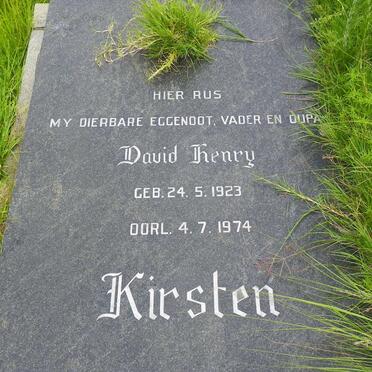 HIER RUS
MY DIERBARE EGGENOOT, VADER EN OUPA
David Henry
GEB. 24. 5. 1923
OORL. 4. 7. 1974
Kirsten